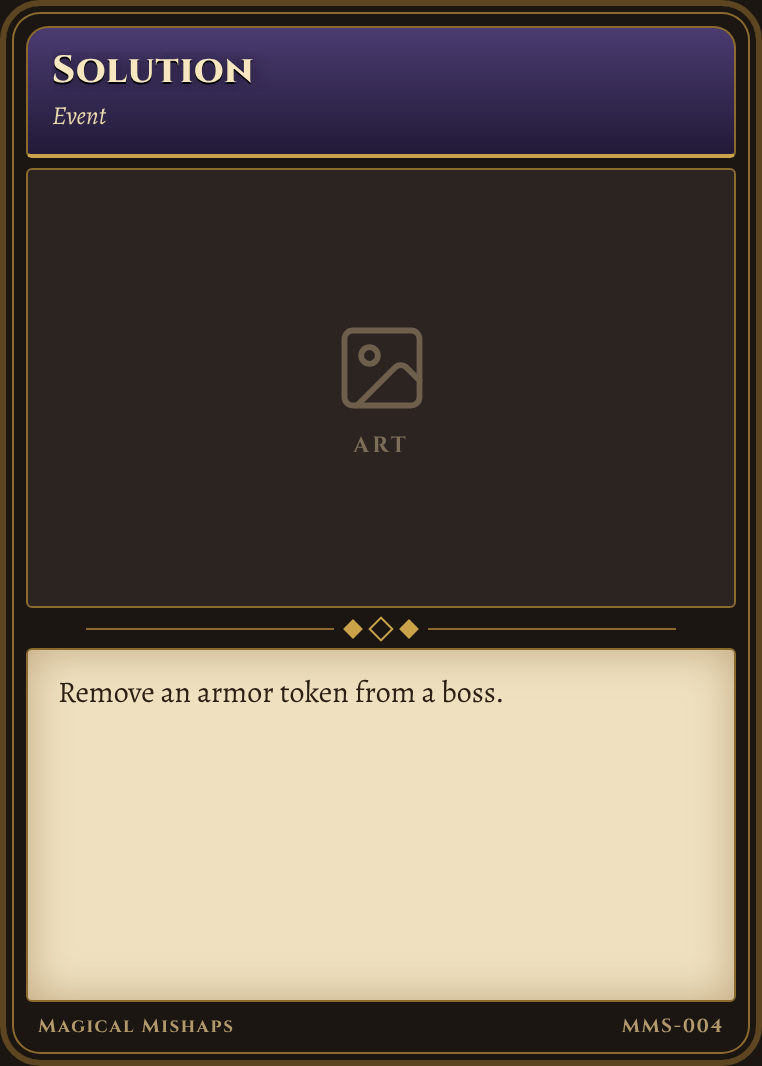 Solution
Event
ART
Remove an armor token from a boss.
Magical Mishaps
MMS-004